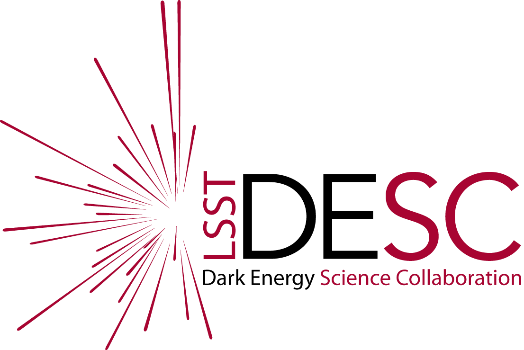 LSST
DESC
Dark Energy Science Collaboration